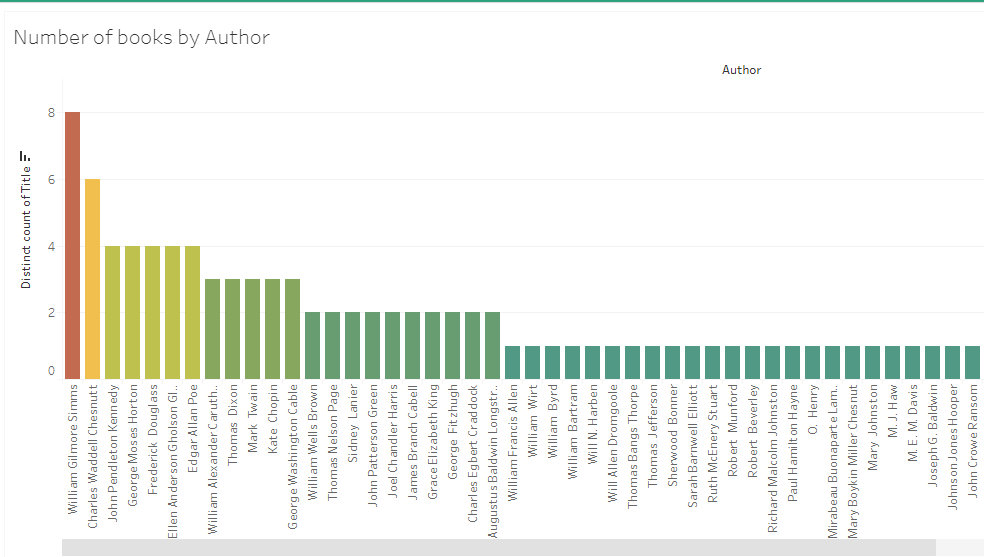 Number of books by Author
Author
Distinct count of Title
8
6
4
2
0
William Gilmore Simms
Charles Waddell Chesnutt
John Pendleton Kennedy
George Moses Horton
Frederick Douglass
Ellen Anderson Gholson Gl..
Edgar Allan Poe
William Alexander Caruth..
Thomas Dixon
Mark Twain
Kate Chopin
George Washington Cable
William Wells Brown
Thomas Nelson Page
Sidney Lanier
John Patterson Green
Joel Chandler Harris
James Branch Cabell
Grace Elizabeth King
George Fitzhugh
Charles Egbert Craddock
Augustus Baldwin Longstr..
William Francis Allen
William Wirt
William Byrd
William Bartram
Will N. Harben
Will Allen Dromgoole
Thomas Bangs Thorpe
Thomas Jefferson
Sherwood Bonner
Sarah Barnwell Elliott
Ruth McEnery Stuart
Robert Munford
Robert Beverley
Richard Malcolm Johnston
Paul Hamilton Hayne
O. Henry
Mirabeau Buonaparte Lam..
Mary Boykin Miller Chesnut
Mary Johnston
M. J. Haw
M. E. M. Davis
Joseph G. Baldwin
Johnson Jones Hooper
John Crowe Ransom